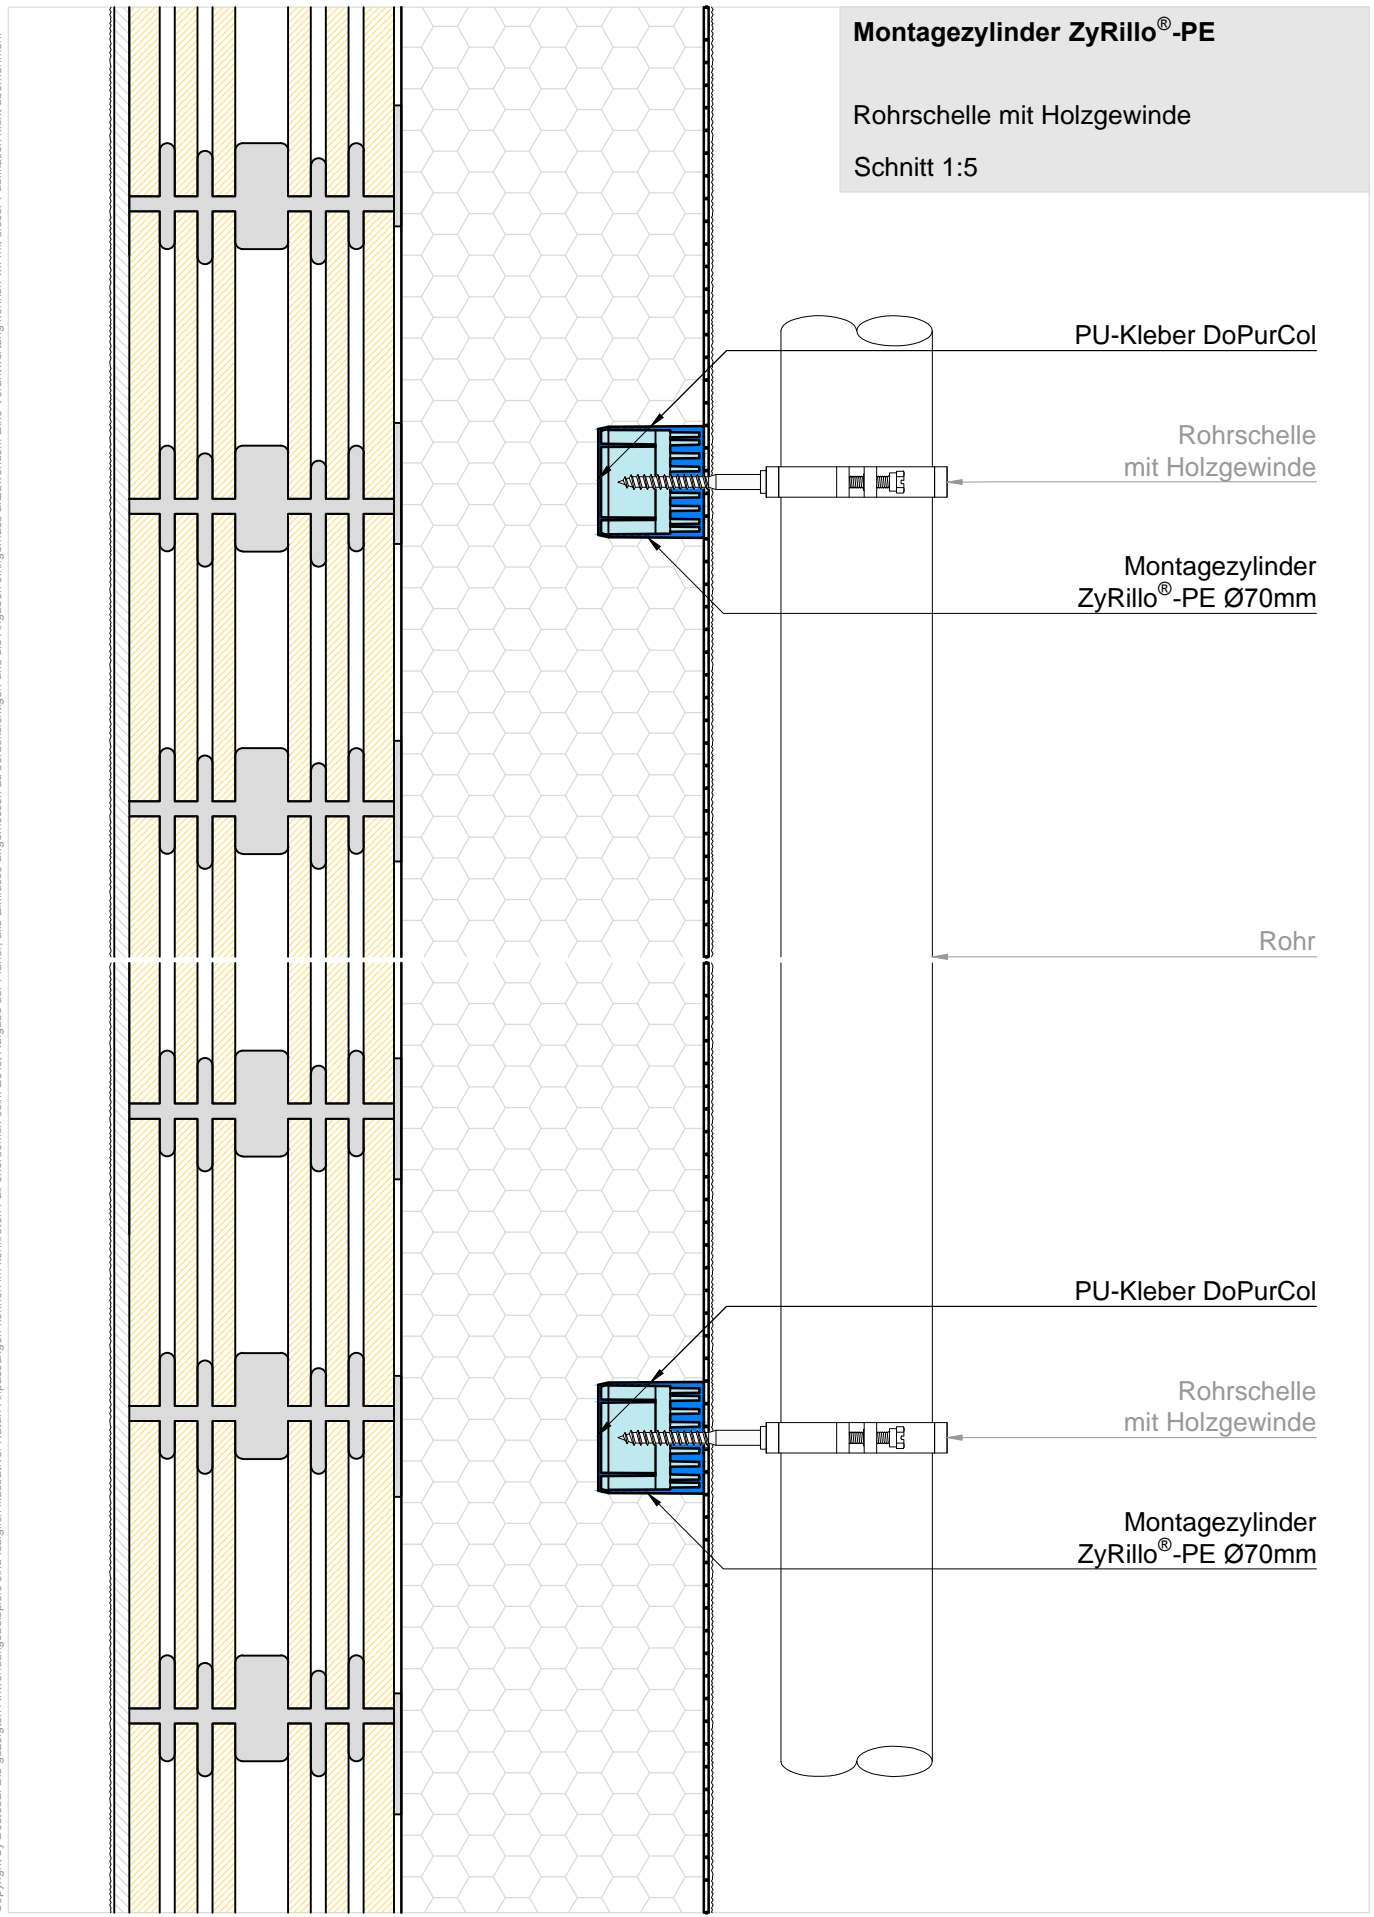 Montagezylinder ZyRillo®-PE
Rohrschelle mit Holzgewinde
Schnitt 1:5
PU-Kleber DoPurCol
Rohrschelle
mit Holzgewinde
Montagezylinder
ZyRillo®-PE Ø70mm
Rohr
PU-Kleber DoPurCol
Rohrschelle
mit Holzgewinde
Montagezylinder
ZyRillo®-PE Ø70mm